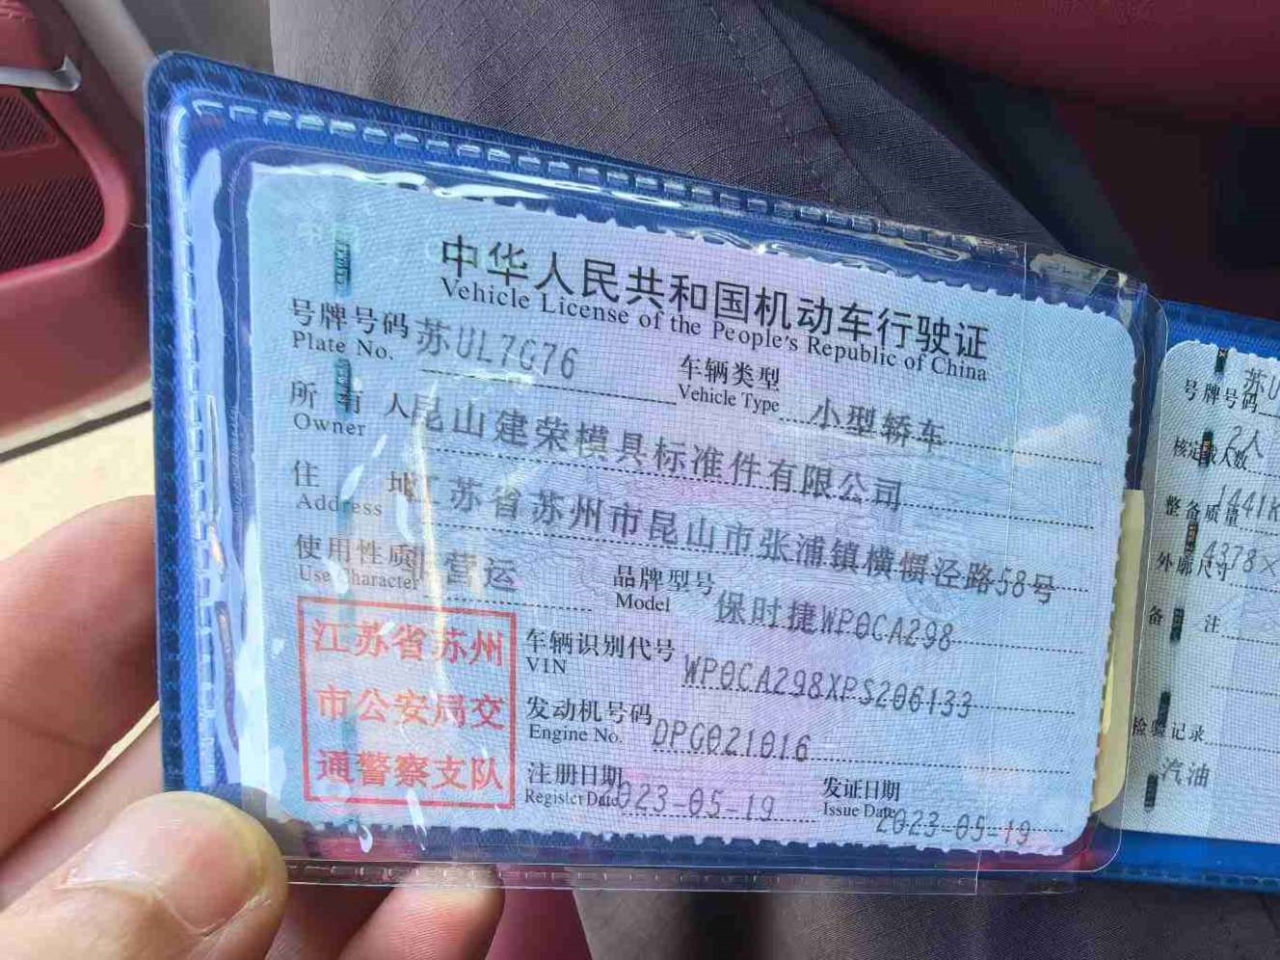 中华人民共和国机动车行驶证
Vehicle License of the People's Republic of China
号牌号码 苏UL7G76
Plate No.
车辆类型 小型轿车
Vehicle Type
所有人 昆山建荣模具标准件有限公司
Owner
住址 江苏省苏州市昆山市张浦镇横 泾路58号
Address
使用性质 营运
Use Character
品牌型号 保时捷WP0CA298
Model
江苏省苏州
市公安局交
通警察支队
车辆识别代号 WP0CA298XPS206133
VIN
发动机号码 DPG021016
Engine No.
注册日期 2023-05-19
Register Date
发证日期 2023-05-19
Issue Date
号牌号码 苏U
核定载人数 2人
整备质量 1441K
外廓尺寸 4378×
备注
检验记录
汽油